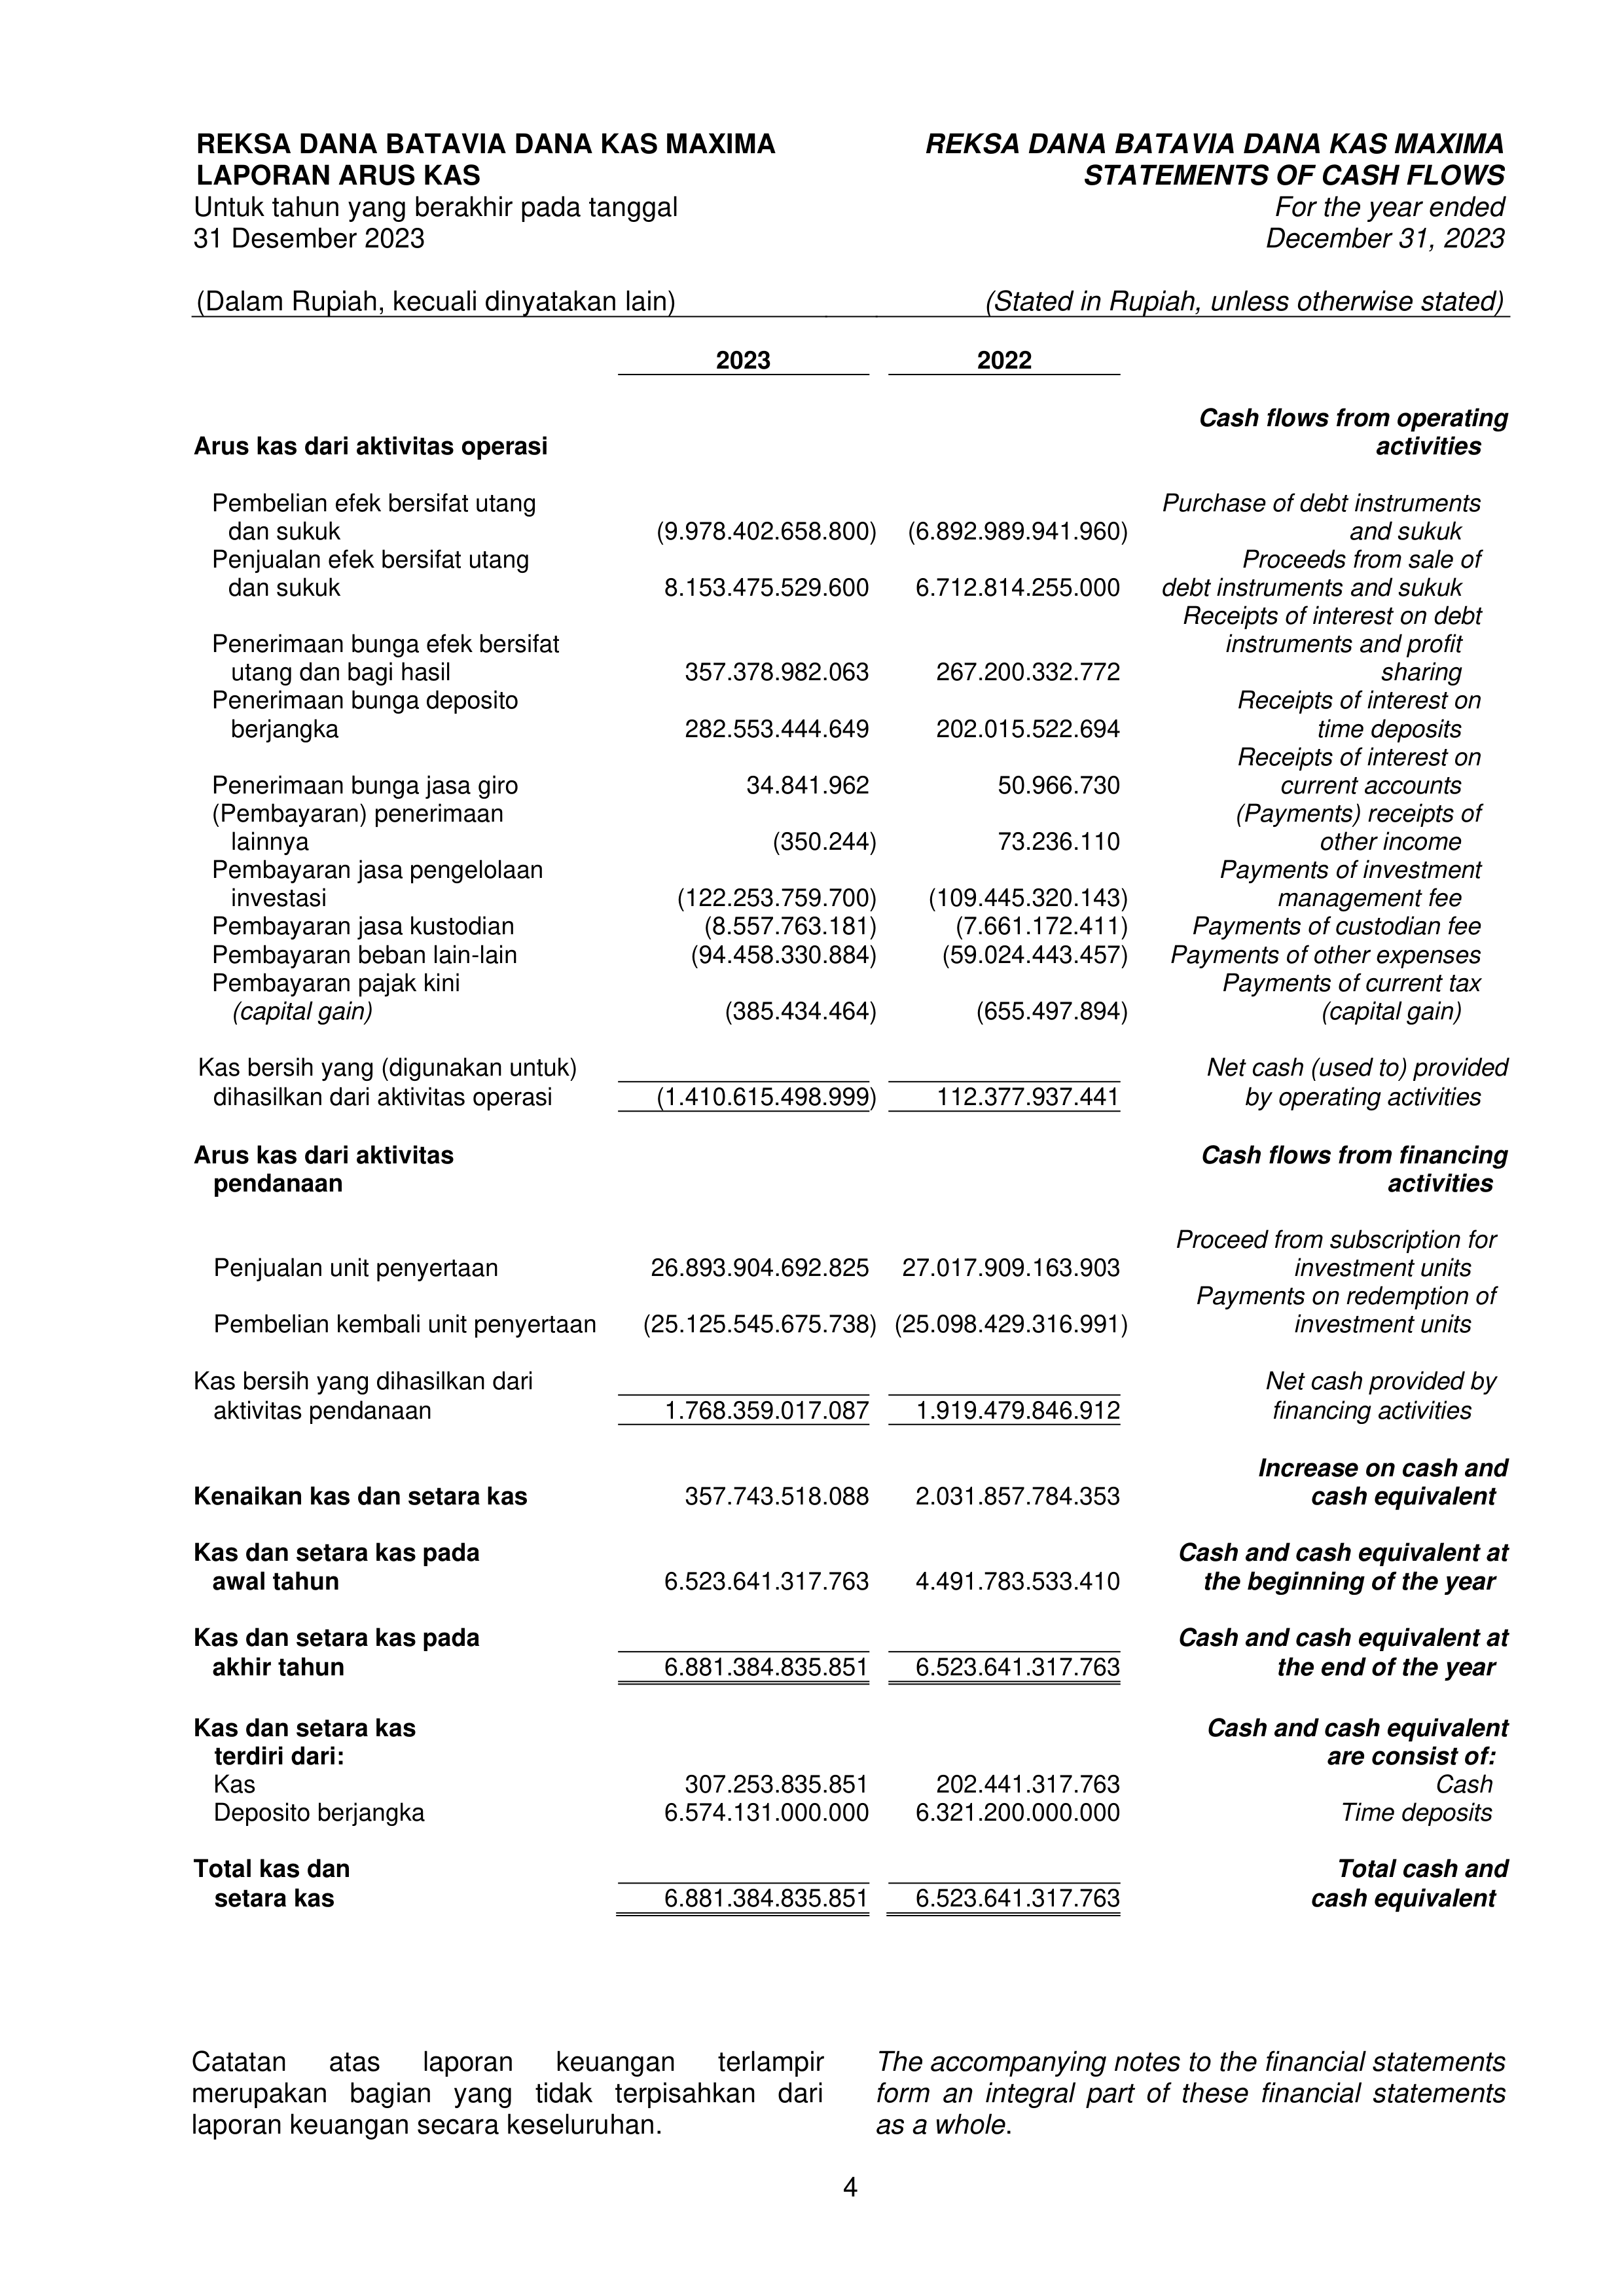 REKSA DANA BATAVIA DANA KAS MAXIMA REKSA DANA BATAVIA DANA KAS MAXIMA
LAPORAN ARUS KAS STATEMENTS OF CASH FLOWS
Untuk tahun yang berakhir pada tanggal For the year ended
31 Desember 2023 December 31, 2023
(Dalam Rupiah, kecuali dinyatakan lain) (Stated in Rupiah, unless otherwise stated)
2023 2022
Cash flows from operating
Arus kas dari aktivitas operasi activities
Pembelian efek bersifat utang Purchase of debt instruments
dan sukuk (9.978.402.658.800) (6.892.989.941.960) and sukuk
Penjualan efek bersifat utang Proceeds from sale of
dan sukuk 8.153.475.529.600 6.712.814.255.000 debt instruments and sukuk
Receipts of interest on debt
Penerimaan bunga efek bersifat instruments and profit
utang dan bagi hasil 357.378.982.063 267.200.332.772 sharing
Penerimaan bunga deposito Receipts of interest on
berjangka 282.553.444.649 202.015.522.694 time deposits
Receipts of interest on
Penerimaan bunga jasa giro 34.841.962 50.966.730 current accounts
(Pembayaran) penerimaan (Payments) receipts of
lainnya (350.244) 73.236.110 other income
Pembayaran jasa pengelolaan Payments of investment
investasi (122.253.759.700) (109.445.320.143) management fee
Pembayaran jasa kustodian (8.557.763.181) (7.661.172.411) Payments of custodian fee
Pembayaran beban lain-lain (94.458.330.884) (59.024.443.457) Payments of other expenses
Pembayaran pajak kini Payments of current tax
(capital gain) (385.434.464) (655.497.894) (capital gain)
Kas bersih yang (digunakan untuk) Net cash (used to) provided
dihasilkan dari aktivitas operasi (1.410.615.498.999) 112.377.937.441 by operating activities
Arus kas dari aktivitas Cash flows from financing
pendanaan activities
Proceed from subscription for
Penjualan unit penyertaan 26.893.904.692.825 27.017.909.163.903 investment units
Payments on redemption of
Pembelian kembali unit penyertaan (25.125.545.675.738) (25.098.429.316.991) investment units
Kas bersih yang dihasilkan dari Net cash provided by
aktivitas pendanaan 1.768.359.017.087 1.919.479.846.912 financing activities
Increase on cash and
Kenaikan kas dan setara kas 357.743.518.088 2.031.857.784.353 cash equivalent
Kas dan setara kas pada Cash and cash equivalent at
awal tahun 6.523.641.317.763 4.491.783.533.410 the beginning of the year
Kas dan setara kas pada Cash and cash equivalent at
akhir tahun 6.881.384.835.851 6.523.641.317.763 the end of the year
Kas dan setara kas Cash and cash equivalent
terdiri dari: are consist of:
Kas 307.253.835.851 202.441.317.763 Cash
Deposito berjangka 6.574.131.000.000 6.321.200.000.000 Time deposits
Total kas dan Total cash and
setara kas 6.881.384.835.851 6.523.641.317.763 cash equivalent
Catatan atas laporan keuangan terlampir
merupakan bagian yang tidak terpisahkan dari
laporan keuangan secara keseluruhan.
The accompanying notes to the financial statements
form an integral part of these financial statements
as a whole.
4